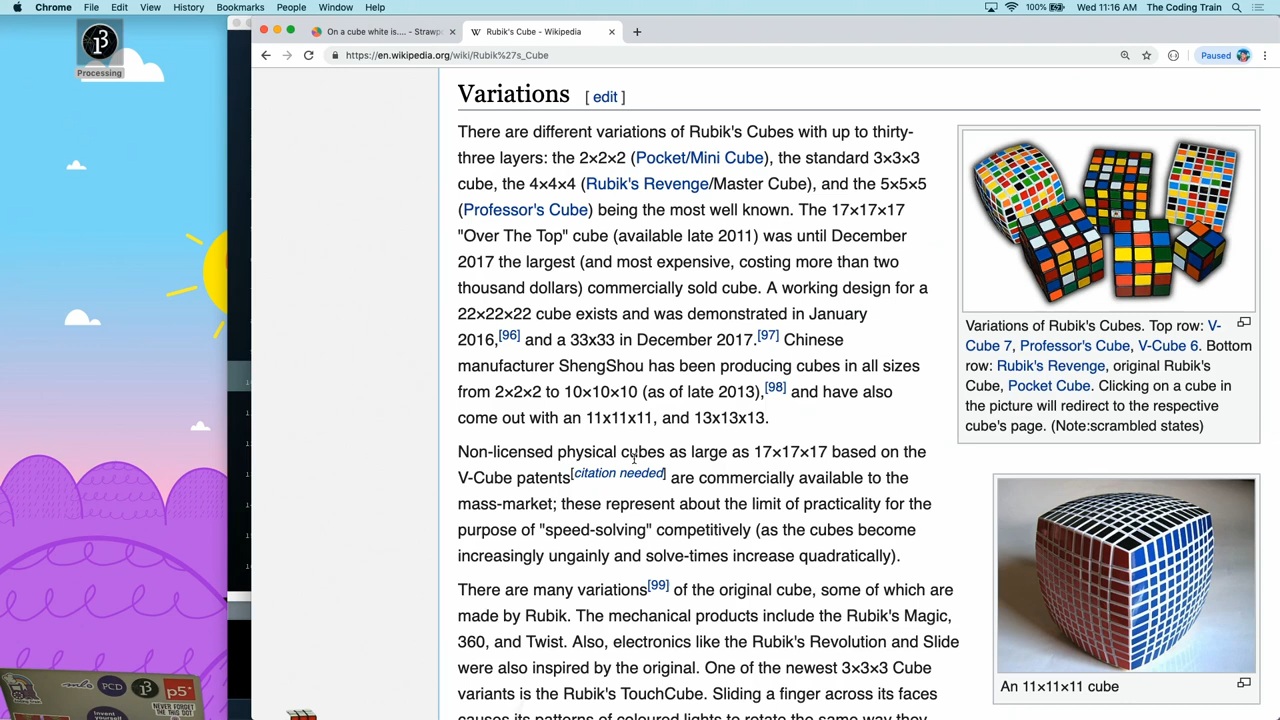 Chrome File Edit View History Bookmarks People Window Help 100% Wed 11:16 AM The Coding Train
Processing
On a cube white is.... - Strawp
Rubik's Cube - Wikipedia
https://en.wikipedia.org/wiki/Rubik%27s_Cube
Paused
Variations [ edit ]
There are different variations of Rubik's Cubes with up to thirty-
three layers: the 2×2×2 (Pocket/Mini Cube), the standard 3×3×3
cube, the 4×4×4 (Rubik's Revenge/Master Cube), and the 5×5×5
(Professor's Cube) being the most well known. The 17×17×17
"Over The Top" cube (available late 2011) was until December
2017 the largest (and most expensive, costing more than two
thousand dollars) commercially sold cube. A working design for a
22×22×22 cube exists and was demonstrated in January
2016,[96] and a 33x33 in December 2017.[97] Chinese
manufacturer ShengShou has been producing cubes in all sizes
from 2×2×2 to 10×10×10 (as of late 2013),[98] and have also
come out with an 11x11x11, and 13x13x13.
Non-licensed physical cubes as large as 17×17×17 based on the
V-Cube patents[citation needed] are commercially available to the
mass-market; these represent about the limit of practicality for the
purpose of "speed-solving" competitively (as the cubes become
increasingly ungainly and solve-times increase quadratically).
There are many variations[99] of the original cube, some of which are
made by Rubik. The mechanical products include the Rubik's Magic,
360, and Twist. Also, electronics like the Rubik's Revolution and Slide
were also inspired by the original. One of the newest 3×3×3 Cube
variants is the Rubik's TouchCube. Sliding a finger across its faces
causes its patterns of coloured lights to rotate the same way they
Variations of Rubik's Cubes. Top row: V-
Cube 7, Professor's Cube, V-Cube 6. Bottom
row: Rubik's Revenge, original Rubik's
Cube, Pocket Cube. Clicking on a cube in
the picture will redirect to the respective
cube's page. (Note:scrambled states)
An 11×11×11 cube
PCD
p5*